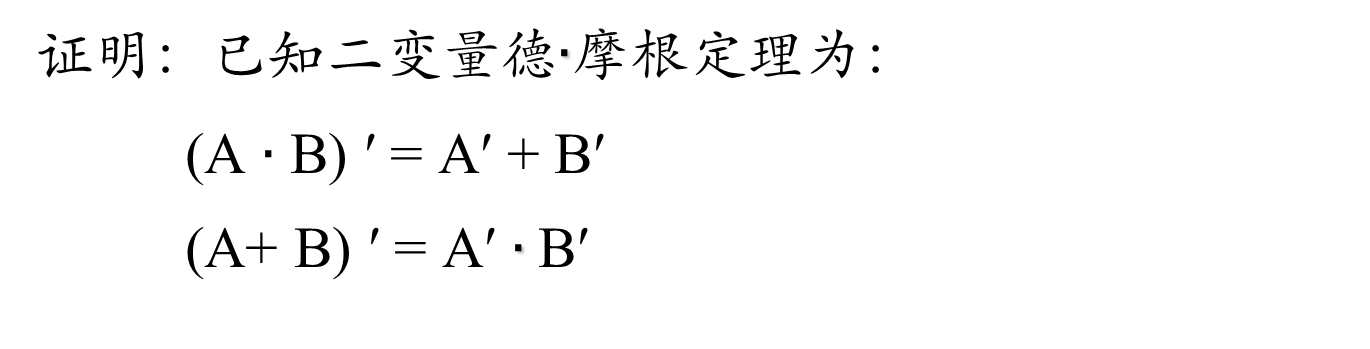 证明：已知二变量德·摩根定理为：
(A · B) ′ = A′ + B′
(A+ B) ′ = A′ · B′